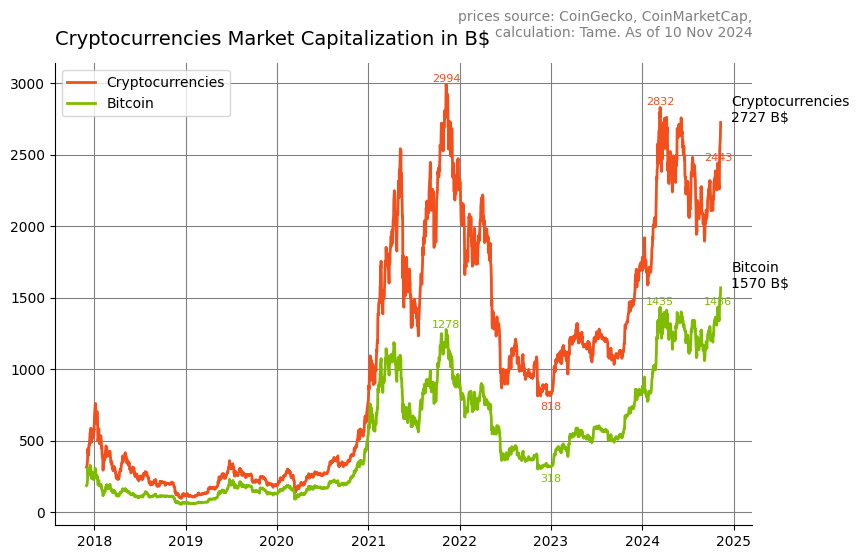 prices source: CoinGecko, CoinMarketCap,
calculation: Tame. As of 10 Nov 2024
Cryptocurrencies Market Capitalization in B$
Cryptocurrencies
Bitcoin
3000
2500
2000
1500
1000
500
0
2994
2832
2443
Cryptocurrencies
2727 B$
Bitcoin
1570 B$
1278
1435
1436
818
318
2018
2019
2020
2021
2022
2023
2024
2025